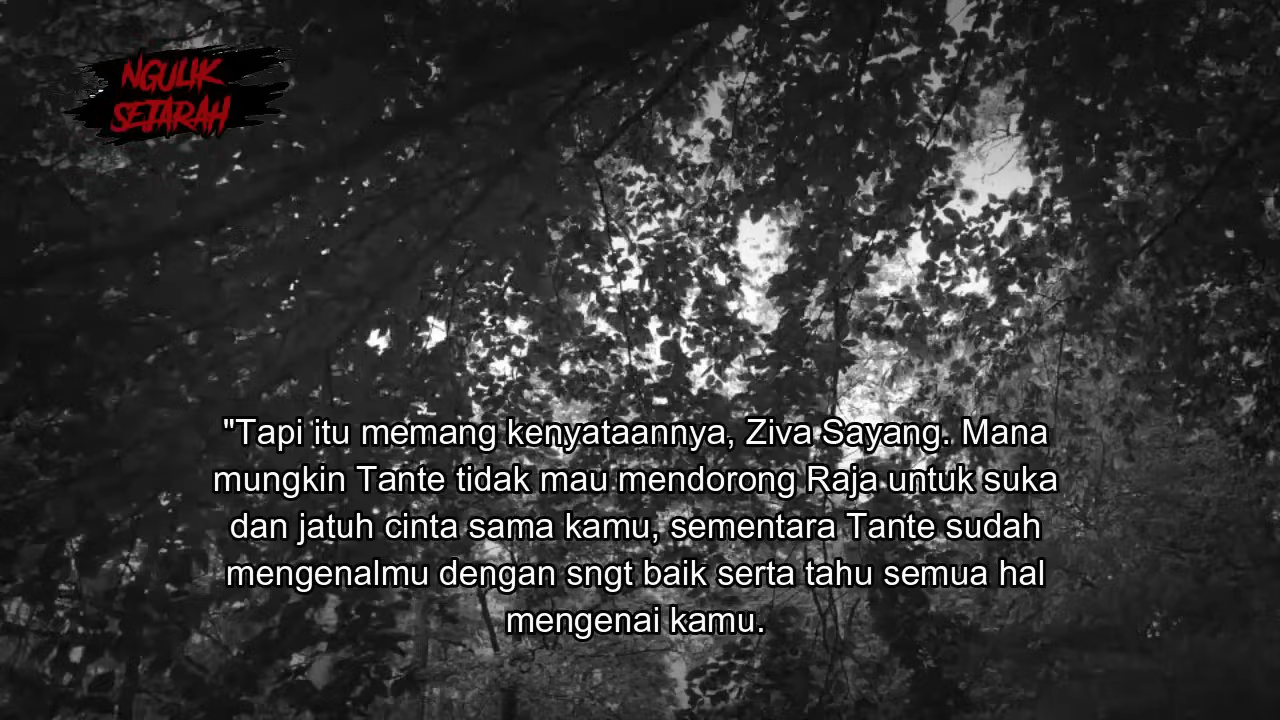 NGULIK
SEJARAH
"Tapi itu memang kenyataannya, Ziva Sayang. Mana
mungkin Tante tidak mau mendorong Raja untuk suka
dan jatuh cinta sama kamu, sementara Tante sudah
mengenalmu dengan sngt baik serta tahu semua hal
mengenai kamu.